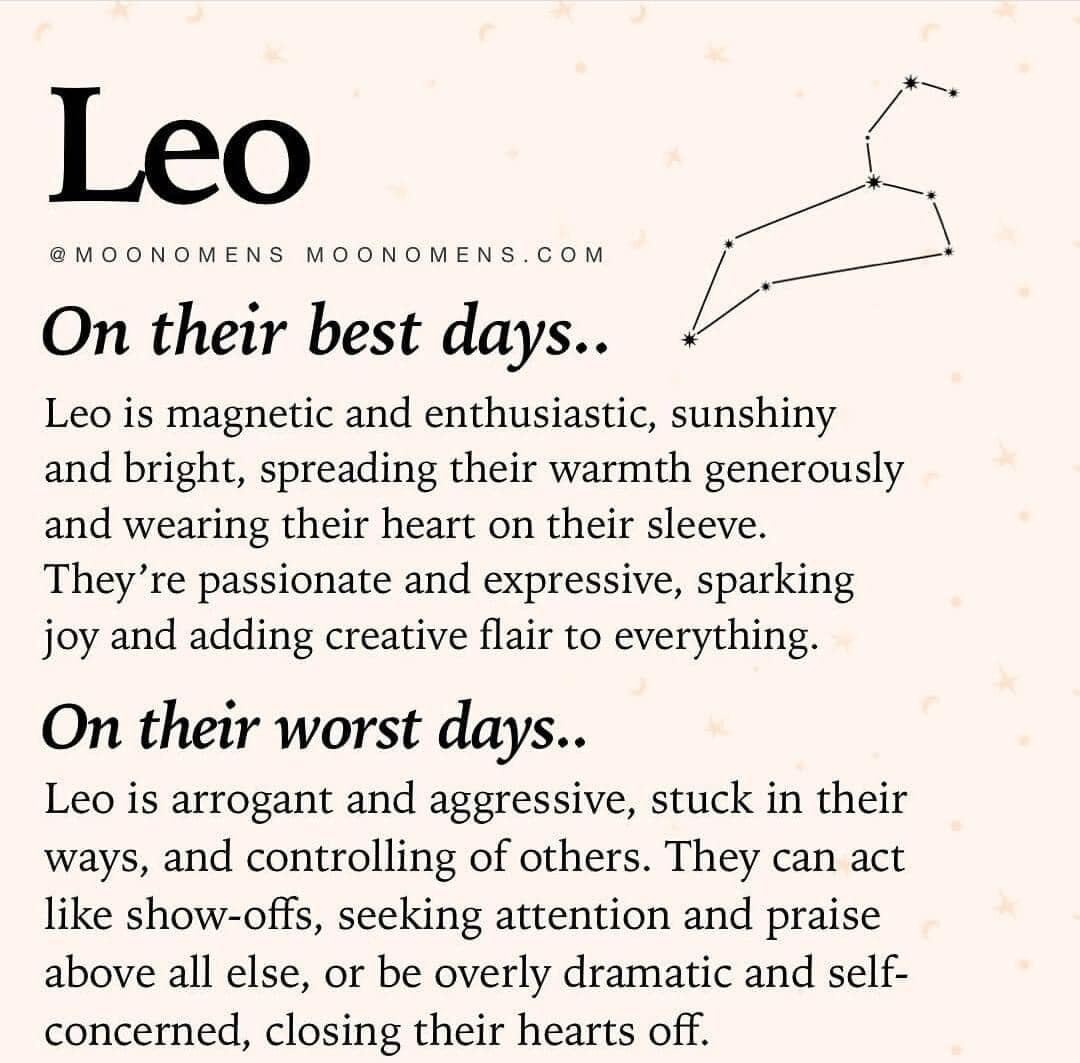 Leo
@MOONOMENS MOONOMENS.COM
On their best days..
Leo is magnetic and enthusiastic, sunshiny
and bright, spreading their warmth generously
and wearing their heart on their sleeve.
They’re passionate and expressive, sparking
joy and adding creative flair to everything.
On their worst days..
Leo is arrogant and aggressive, stuck in their
ways, and controlling of others. They can act
like show-offs, seeking attention and praise
above all else, or be overly dramatic and self-
concerned, closing their hearts off.